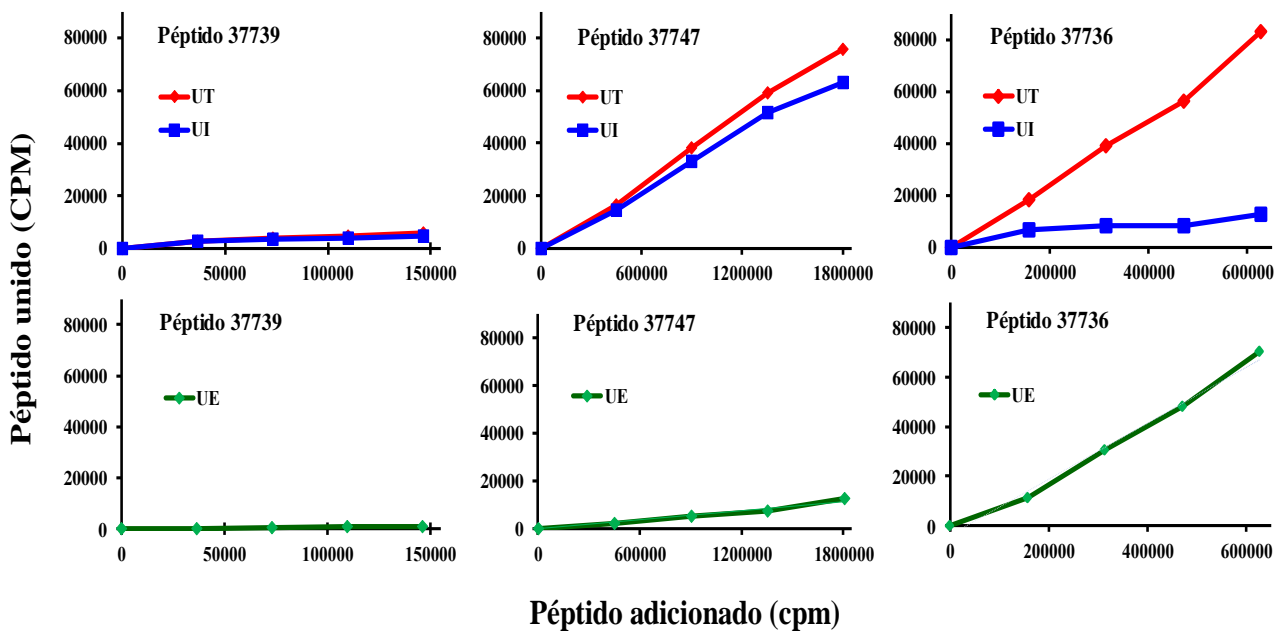 Péptido unido (CPM)
Péptido 37739
UT
UI
80000
60000
40000
20000
0
0 50000 100000 150000
Péptido 37747
UT
UI
80000
60000
40000
20000
0
0 600000 1200000 1800000
Péptido 37736
UT
UI
80000
60000
40000
20000
0
0 200000 400000 600000
Péptido 37739
UE
80000
60000
40000
20000
0
0 50000 100000 150000
Péptido 37747
UE
80000
60000
40000
20000
0
0 600000 1200000 1800000
Péptido 37736
UE
80000
60000
40000
20000
0
0 200000 400000 600000
Péptido adicionado (cpm)